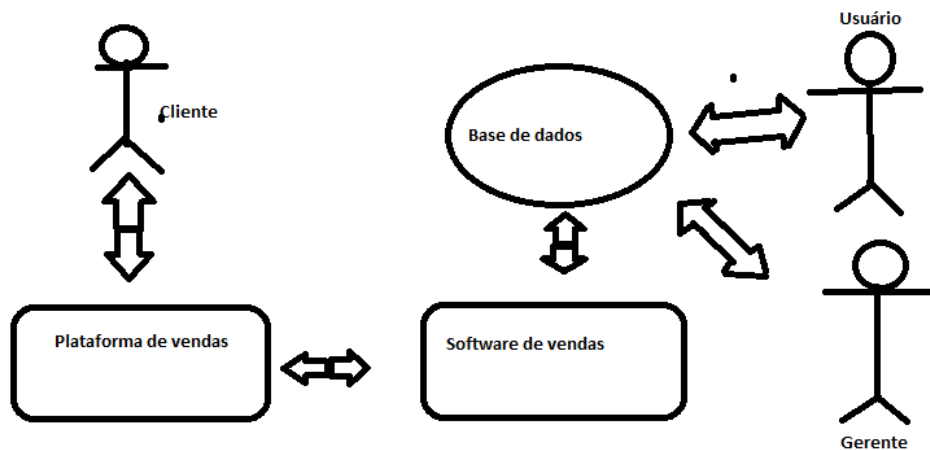 Usuário
Cliente
Base de dados
Plataforma de vendas
Software de vendas
Gerente